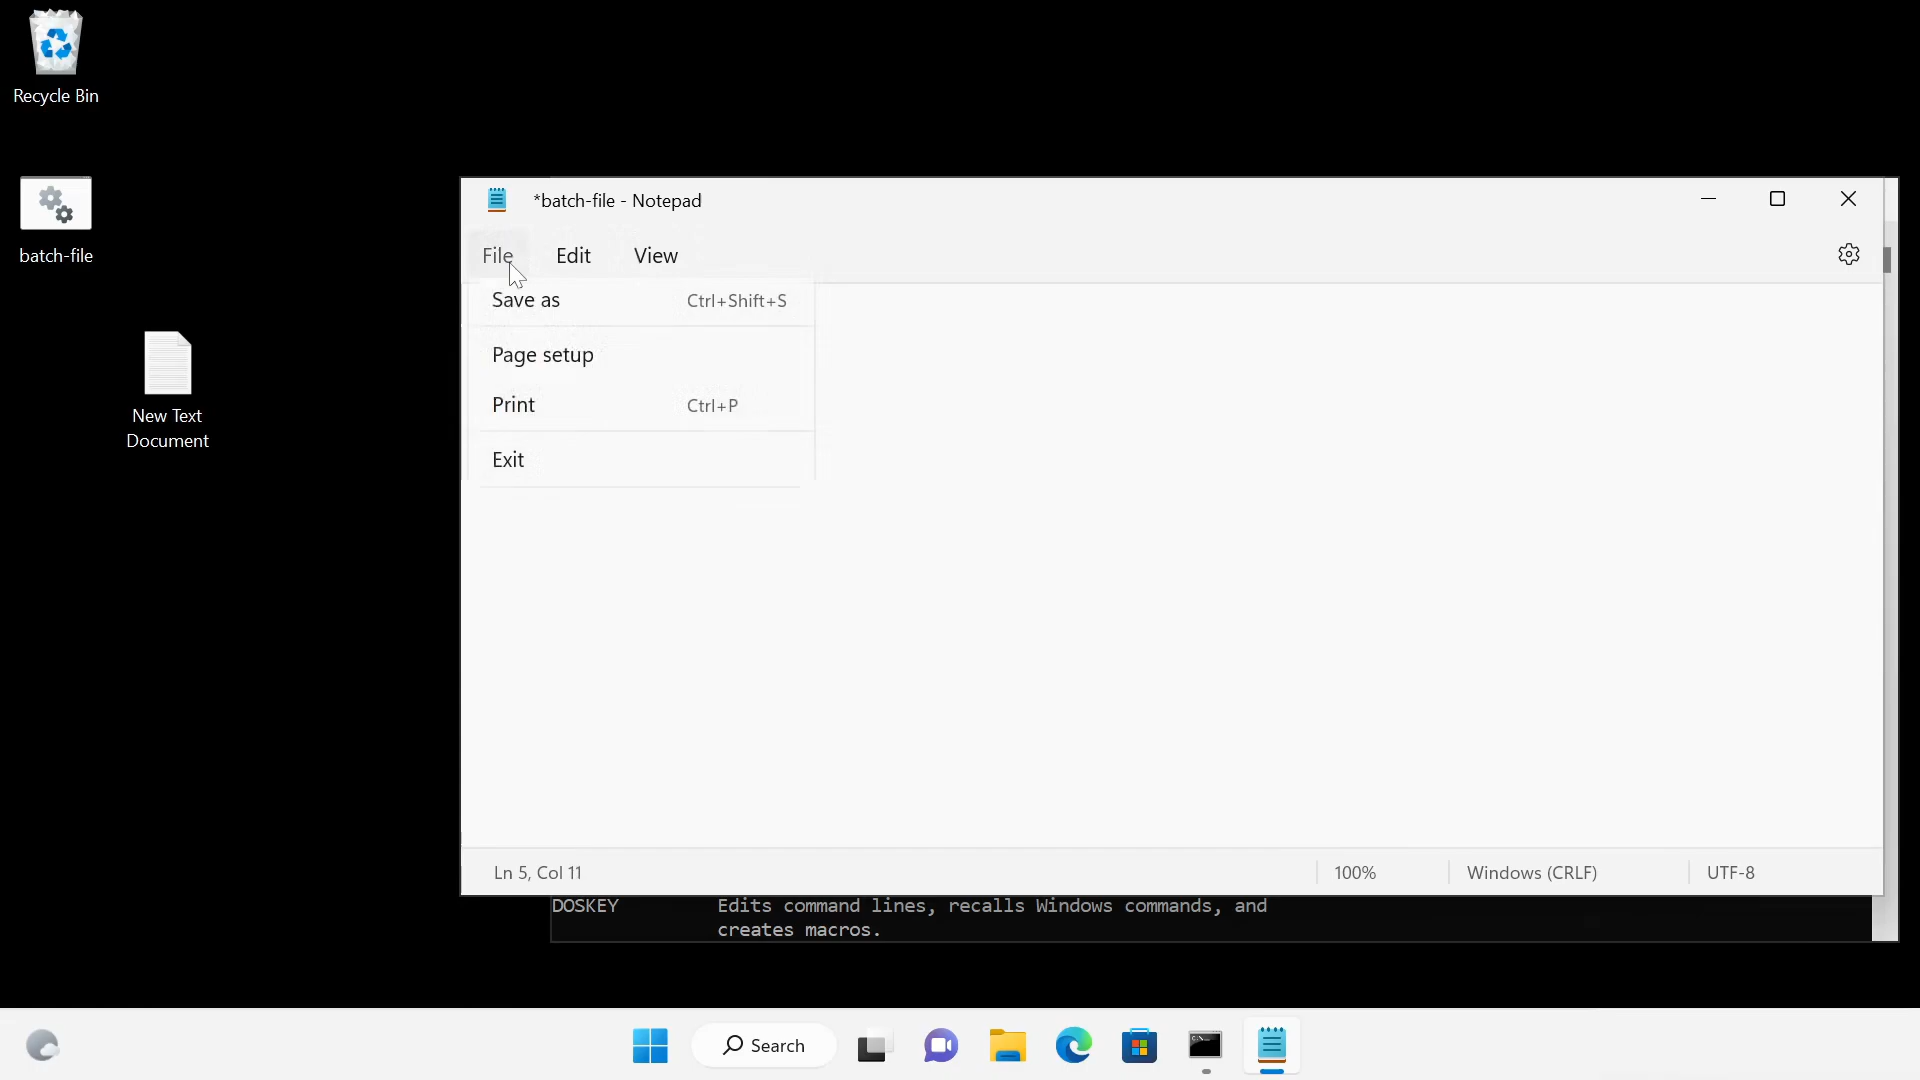 Recycle Bin
batch-file
New Text
Document
*batch-file - Notepad
File Edit View
Save as Ctrl+Shift+S
Page setup
Print Ctrl+P
Exit
Ln 5, Col 11 100% Windows (CRLF) UTF-8
DOSKEY Edits command lines, recalls Windows commands, and
creates macros.
Search